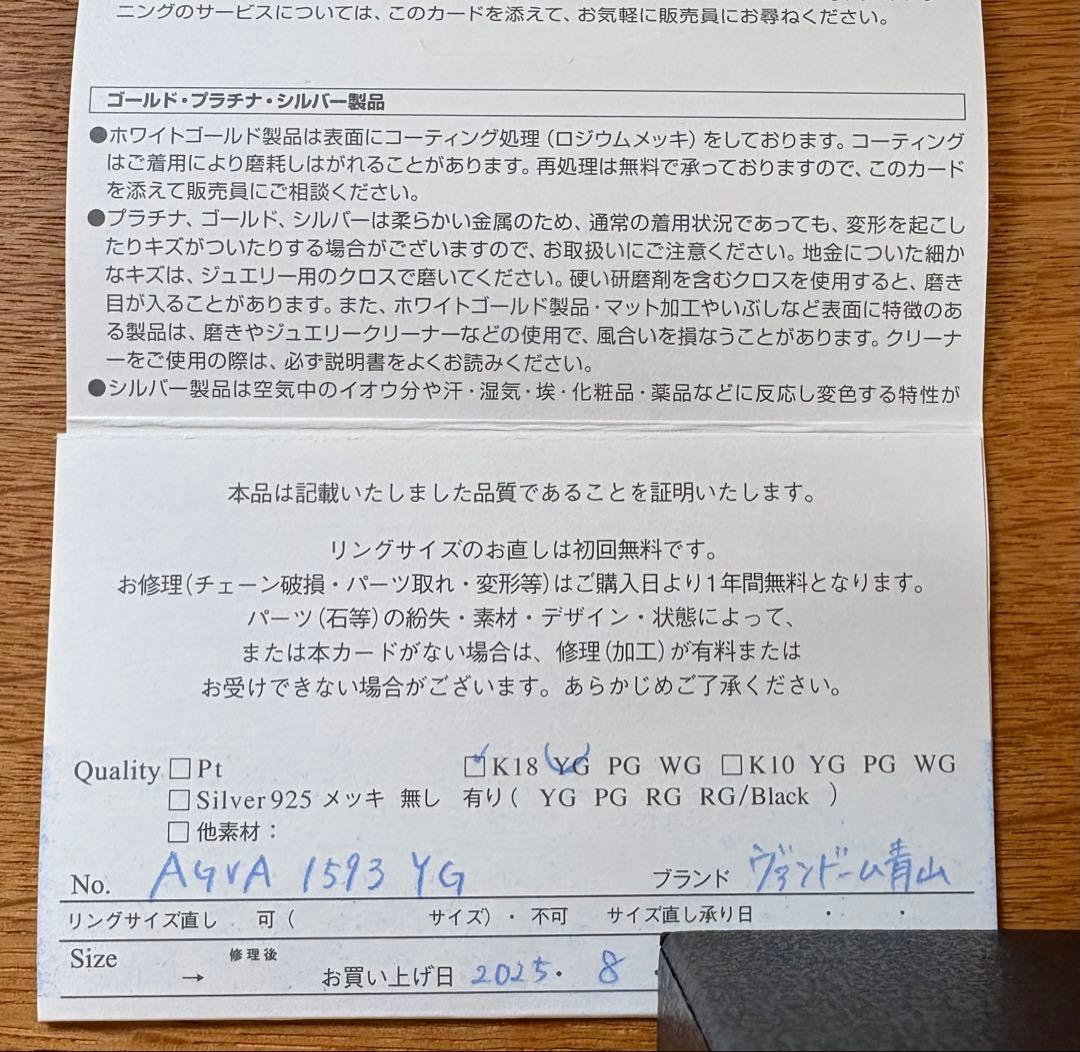 ニングのサービスについては、このカードを添えて、お気軽に販売員にお尋ねください。
ゴールド・プラチナ・シルバー製品
●ホワイトゴールド製品は表面にコーティング処理（ロジウムメッキ）をしております。コーティング
はご着用により磨耗しはがれることがあります。再処理は無料で承っておりますので、このカード
を添えて販売員にご相談ください。
●プラチナ、ゴールド、シルバーは柔らかい金属のため、通常の着用状況であっても、変形を起こし
たりキズがついたりする場合がございますので、お取扱いにご注意ください。地金についた細か
なキズは、ジュエリー用のクロスで磨いてください。硬い研磨剤を含むクロスを使用すると、磨き
目が入ることがあります。また、ホワイトゴールド製品・マット加工やいぶしなど表面に特徴のあ
る製品は、磨きやジュエリークリーナーなどの使用で、風合いを損なうことがあります。クリーナ
ーをご使用の際は、必ず説明書をよくお読みください。
●シルバー製品は空気中のイオウ分や汗・湿気・埃・化粧品・薬品などに反応し変色する特性が
本品は記載いたしました品質であることを証明いたします。
リングサイズのお直しは初回無料です。
お修理(チェーン破損・パーツ取れ・変形等)はご購入日より1年間無料となります。
パーツ(石等)の紛失・素材・デザイン・状態によって、
または本カードがない場合は、修理(加工)が有料または
お受けできない場合がございます。あらかじめご了承ください。
Quality □Pt ☑K18 YG PG WG □K10 YG PG WG
□Silver925 メッキ 無し 有り( YG PG RG RG/Black )
□他素材：
No. AGVA 1593 YG ブランド ヴァンドーム青山
リングサイズ直し 可( サイズ)・不可 サイズ直し承り日 ・ ・
Size → 修理後 お買い上げ日 2025・8